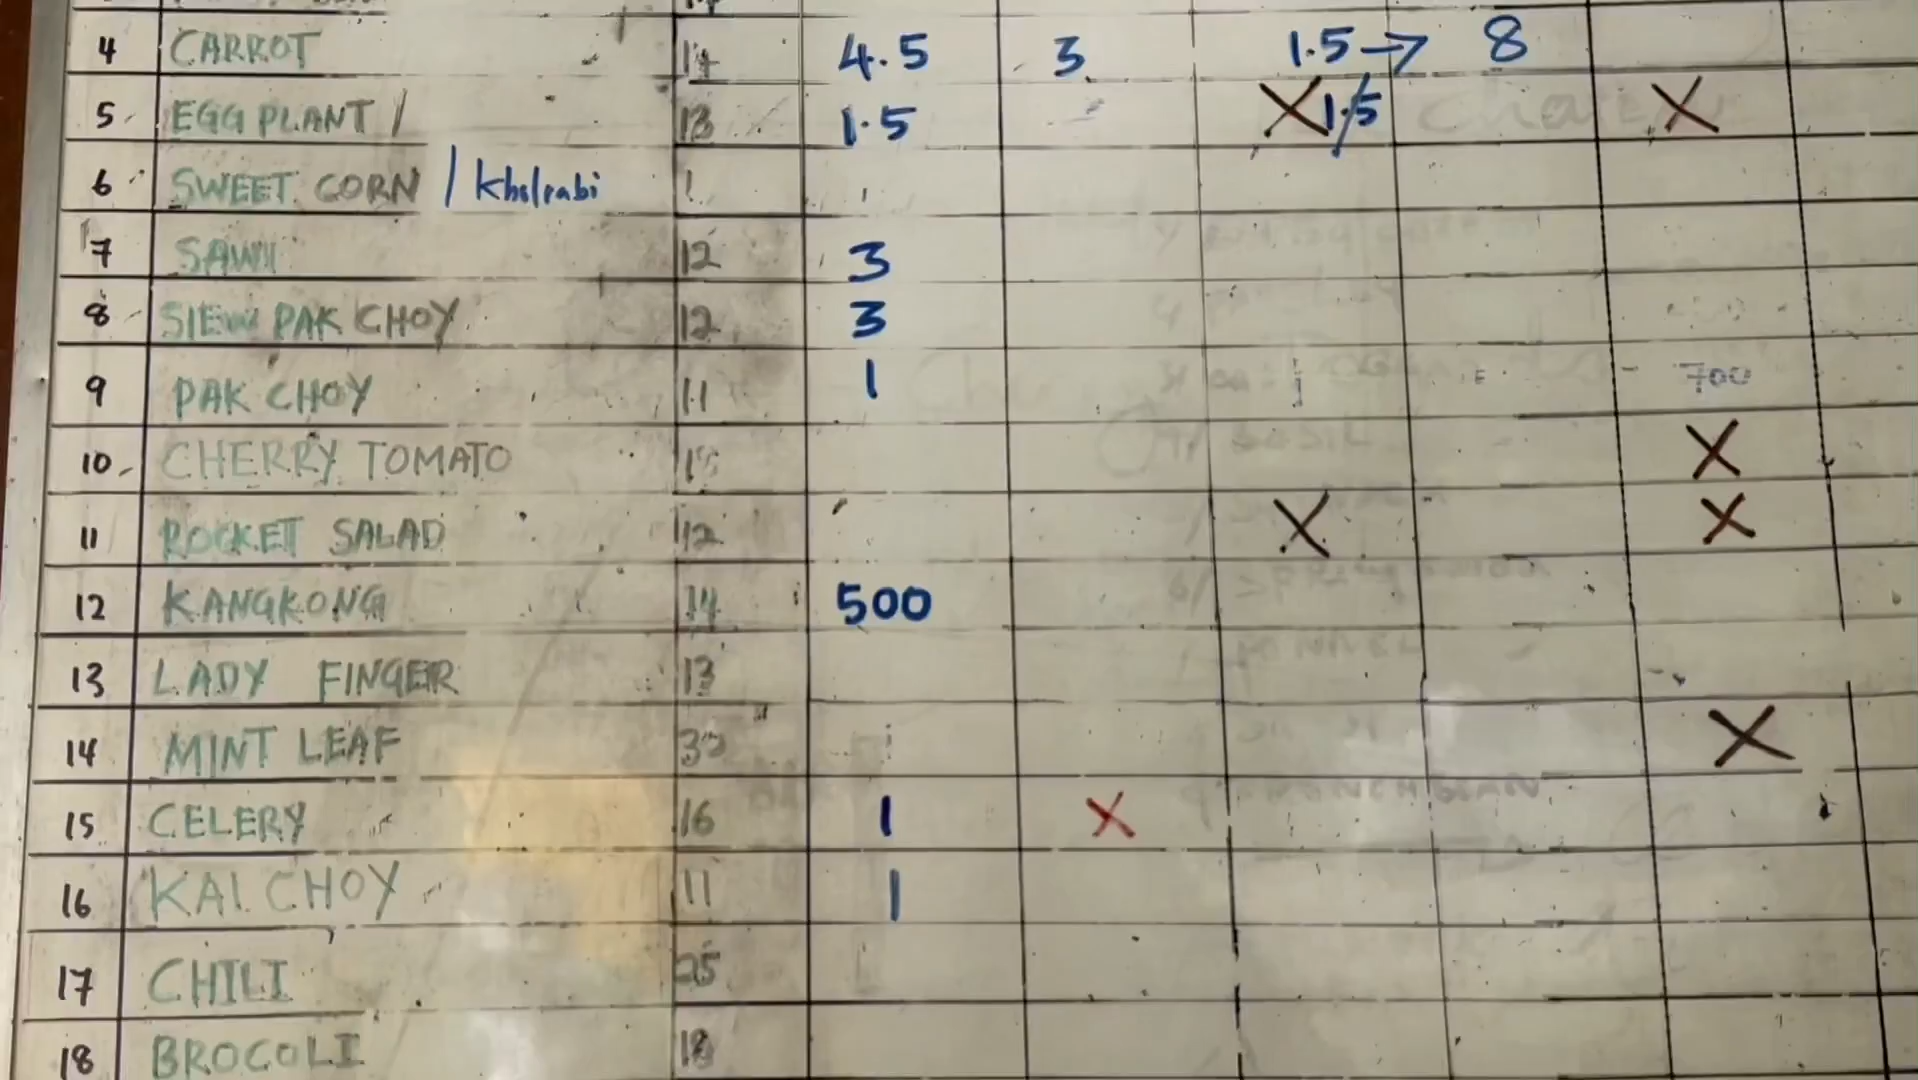 4 CARROT 14 4.5 3 1.5 → 8
5 EGG PLANT / 13 1.5 X 1.5 X
6 SWEET CORN / Kholrabi
7 SAWI 12 3
8 SIEW PAK CHOY 12 3
9 PAK CHOY 11 1 700
10 CHERRY TOMATO X
11 ROCKET SALAD 12 X X
12 KANGKONG 14 500
13 LADY FINGER 13
14 MINT LEAF X
15 CELERY 16 1 X
16 KAI CHOY 11 1
17 CHILI 25
18 BROCOLI